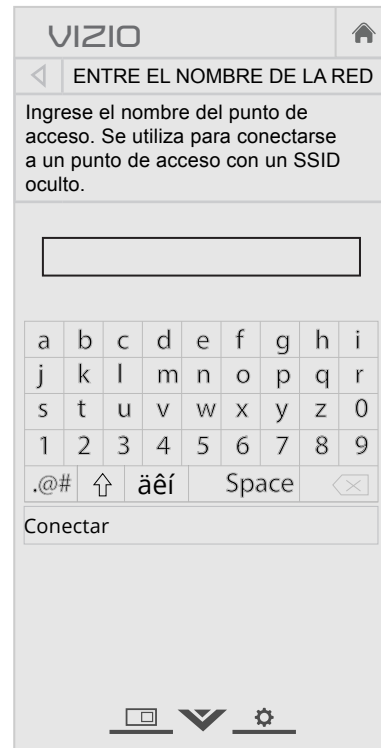 VIZIO
ENTRE EL NOMBRE DE LA RED
Ingrese el nombre del punto de
acceso. Se utiliza para conectarse
a un punto de acceso con un SSID
oculto.
a b c d e f g h i
j k l m n o p q r
s t u v w x y z 0
1 2 3 4 5 6 7 8 9
.@# äêí Space
Conectar